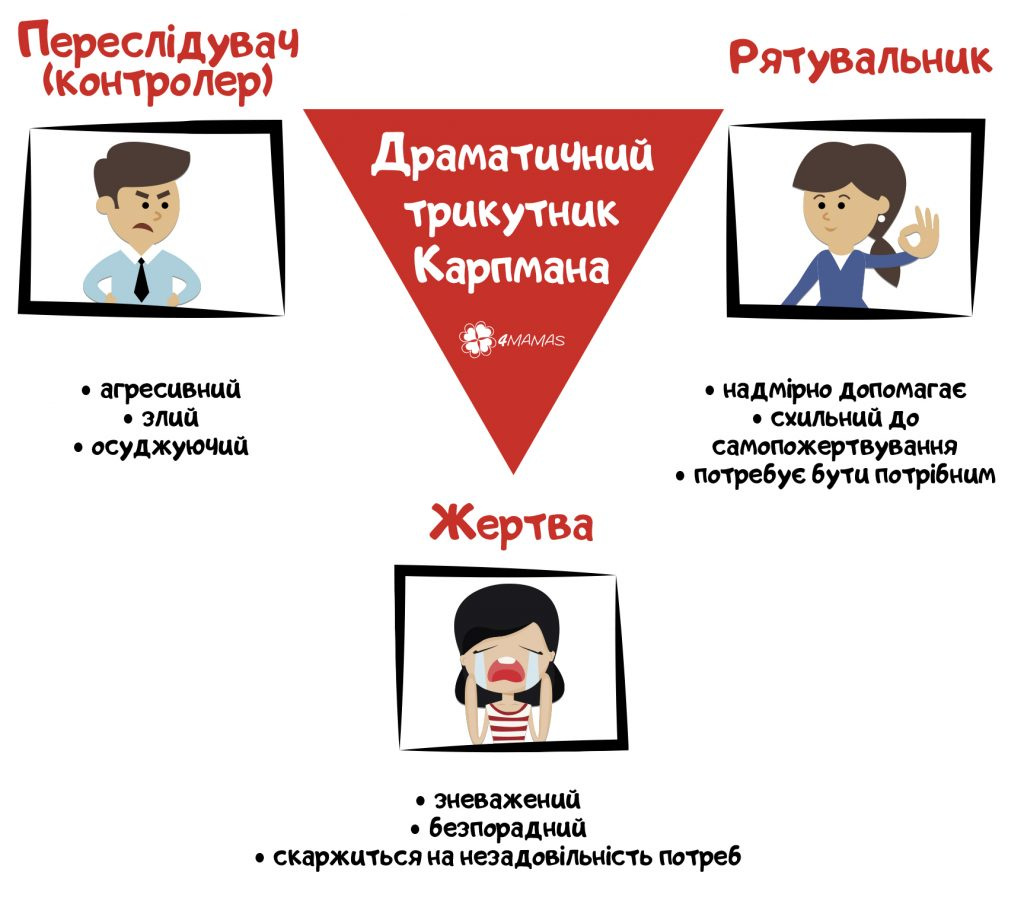 Переслідувач
(контролер)
Рятувальник
Драматичний
трикутник
Карпмана
4MAMAS
• агресивний
• злий
• осуджуючий
• надмірно допомагає
• схильний до
самопожертвування
• потребує бути потрібним
Жертва
• зневажений
• безпорадний
• скаржиться на незадовільність потреб